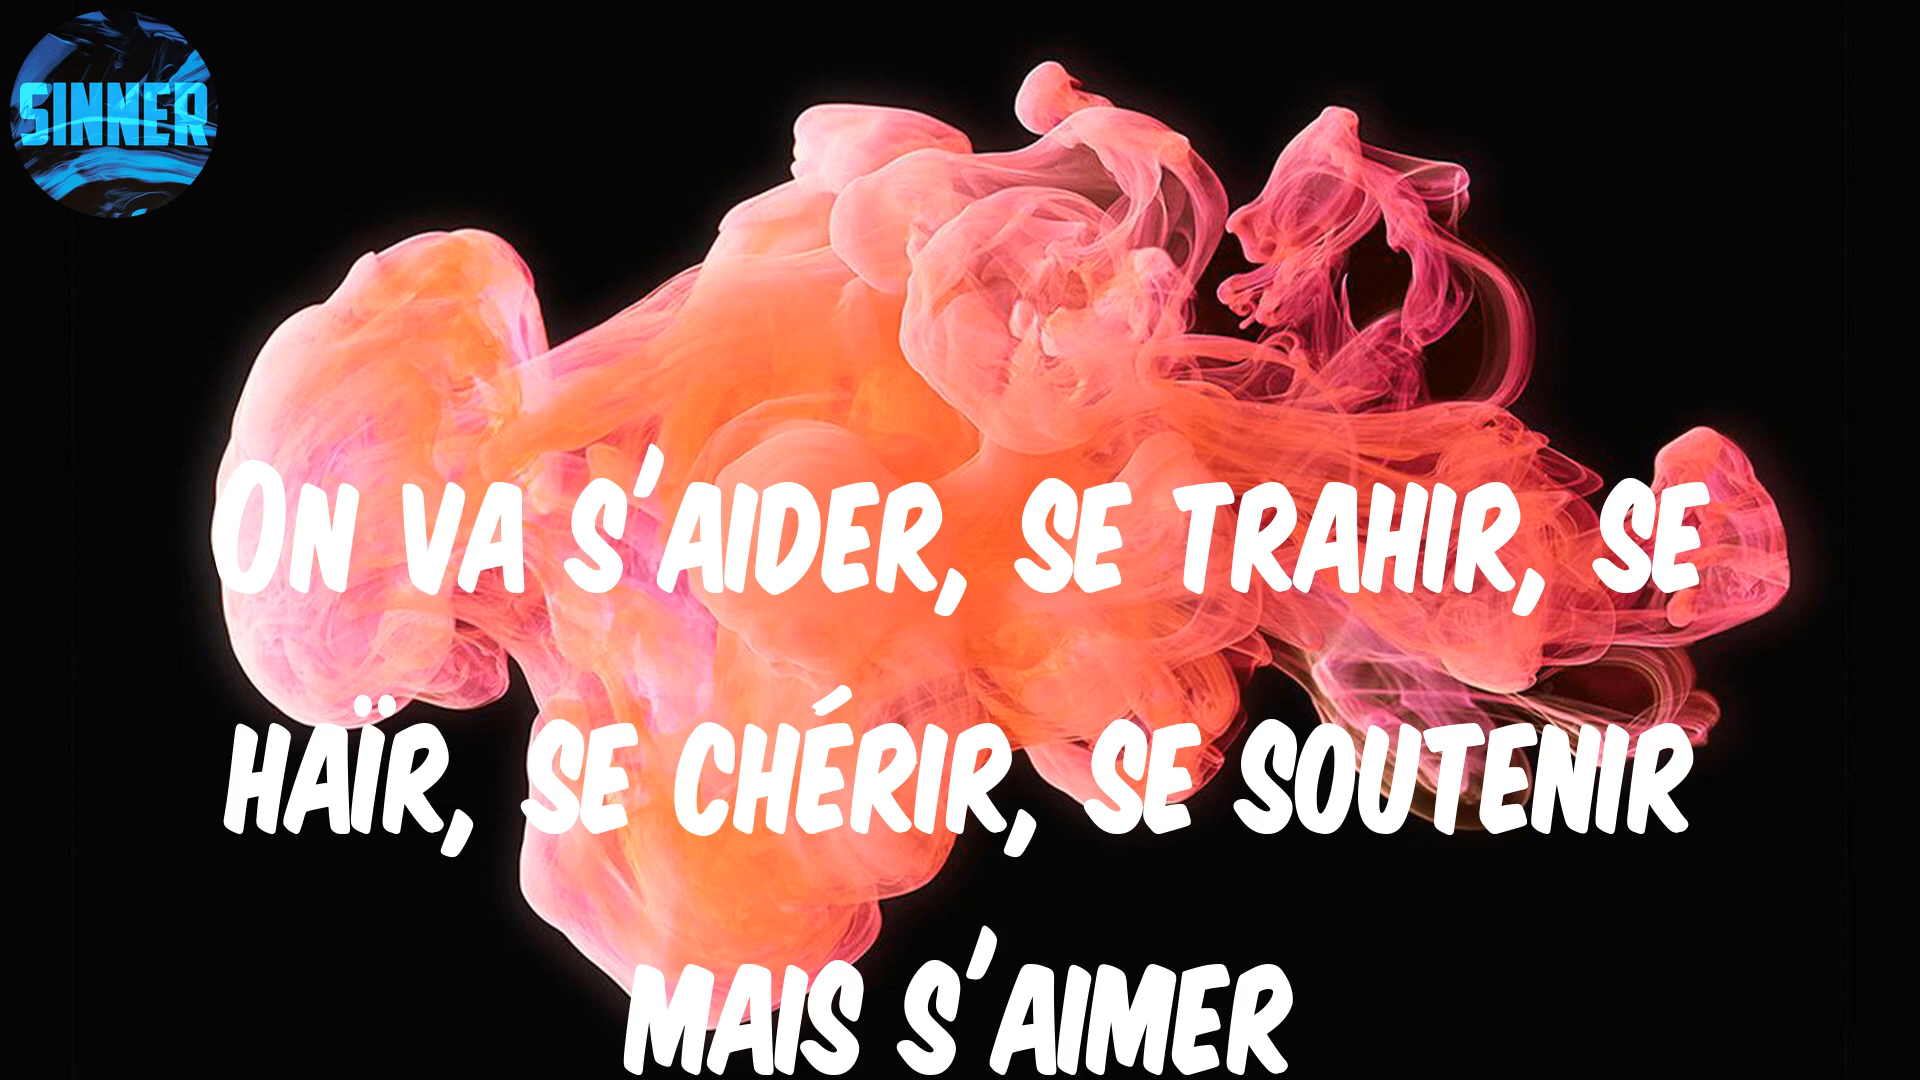 SINNER
On va s'aider, se trahir, se
haïr, se chérir, se soutenir
mais s'aimer